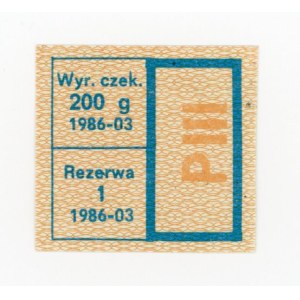 Wyr. czek.
200 g
1986-03
Rezerwa
1
1986-03
PIII